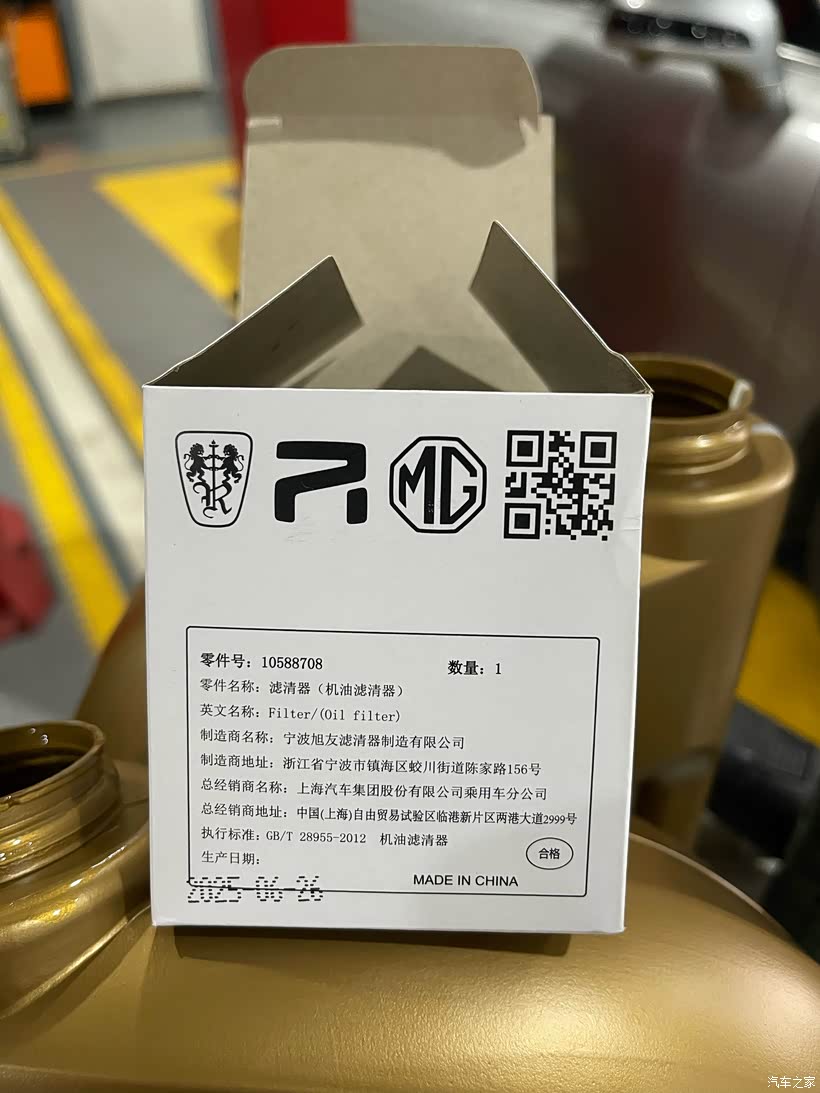 R MG
零件号：10588708 数量：1
零件名称：滤清器（机油滤清器）
英文名称：Filter/(Oil filter)
制造商名称：宁波旭友滤清器制造有限公司
制造商地址：浙江省宁波市镇海区蛟川街道陈家路156号
总经销商名称：上海汽车集团股份有限公司乘用车分公司
总经销商地址：中国(上海)自由贸易试验区临港新片区两港大道2999号
执行标准：GB/T 28955-2012 机油滤清器
合格
生产日期：
2025-06-26
MADE IN CHINA
汽车之家